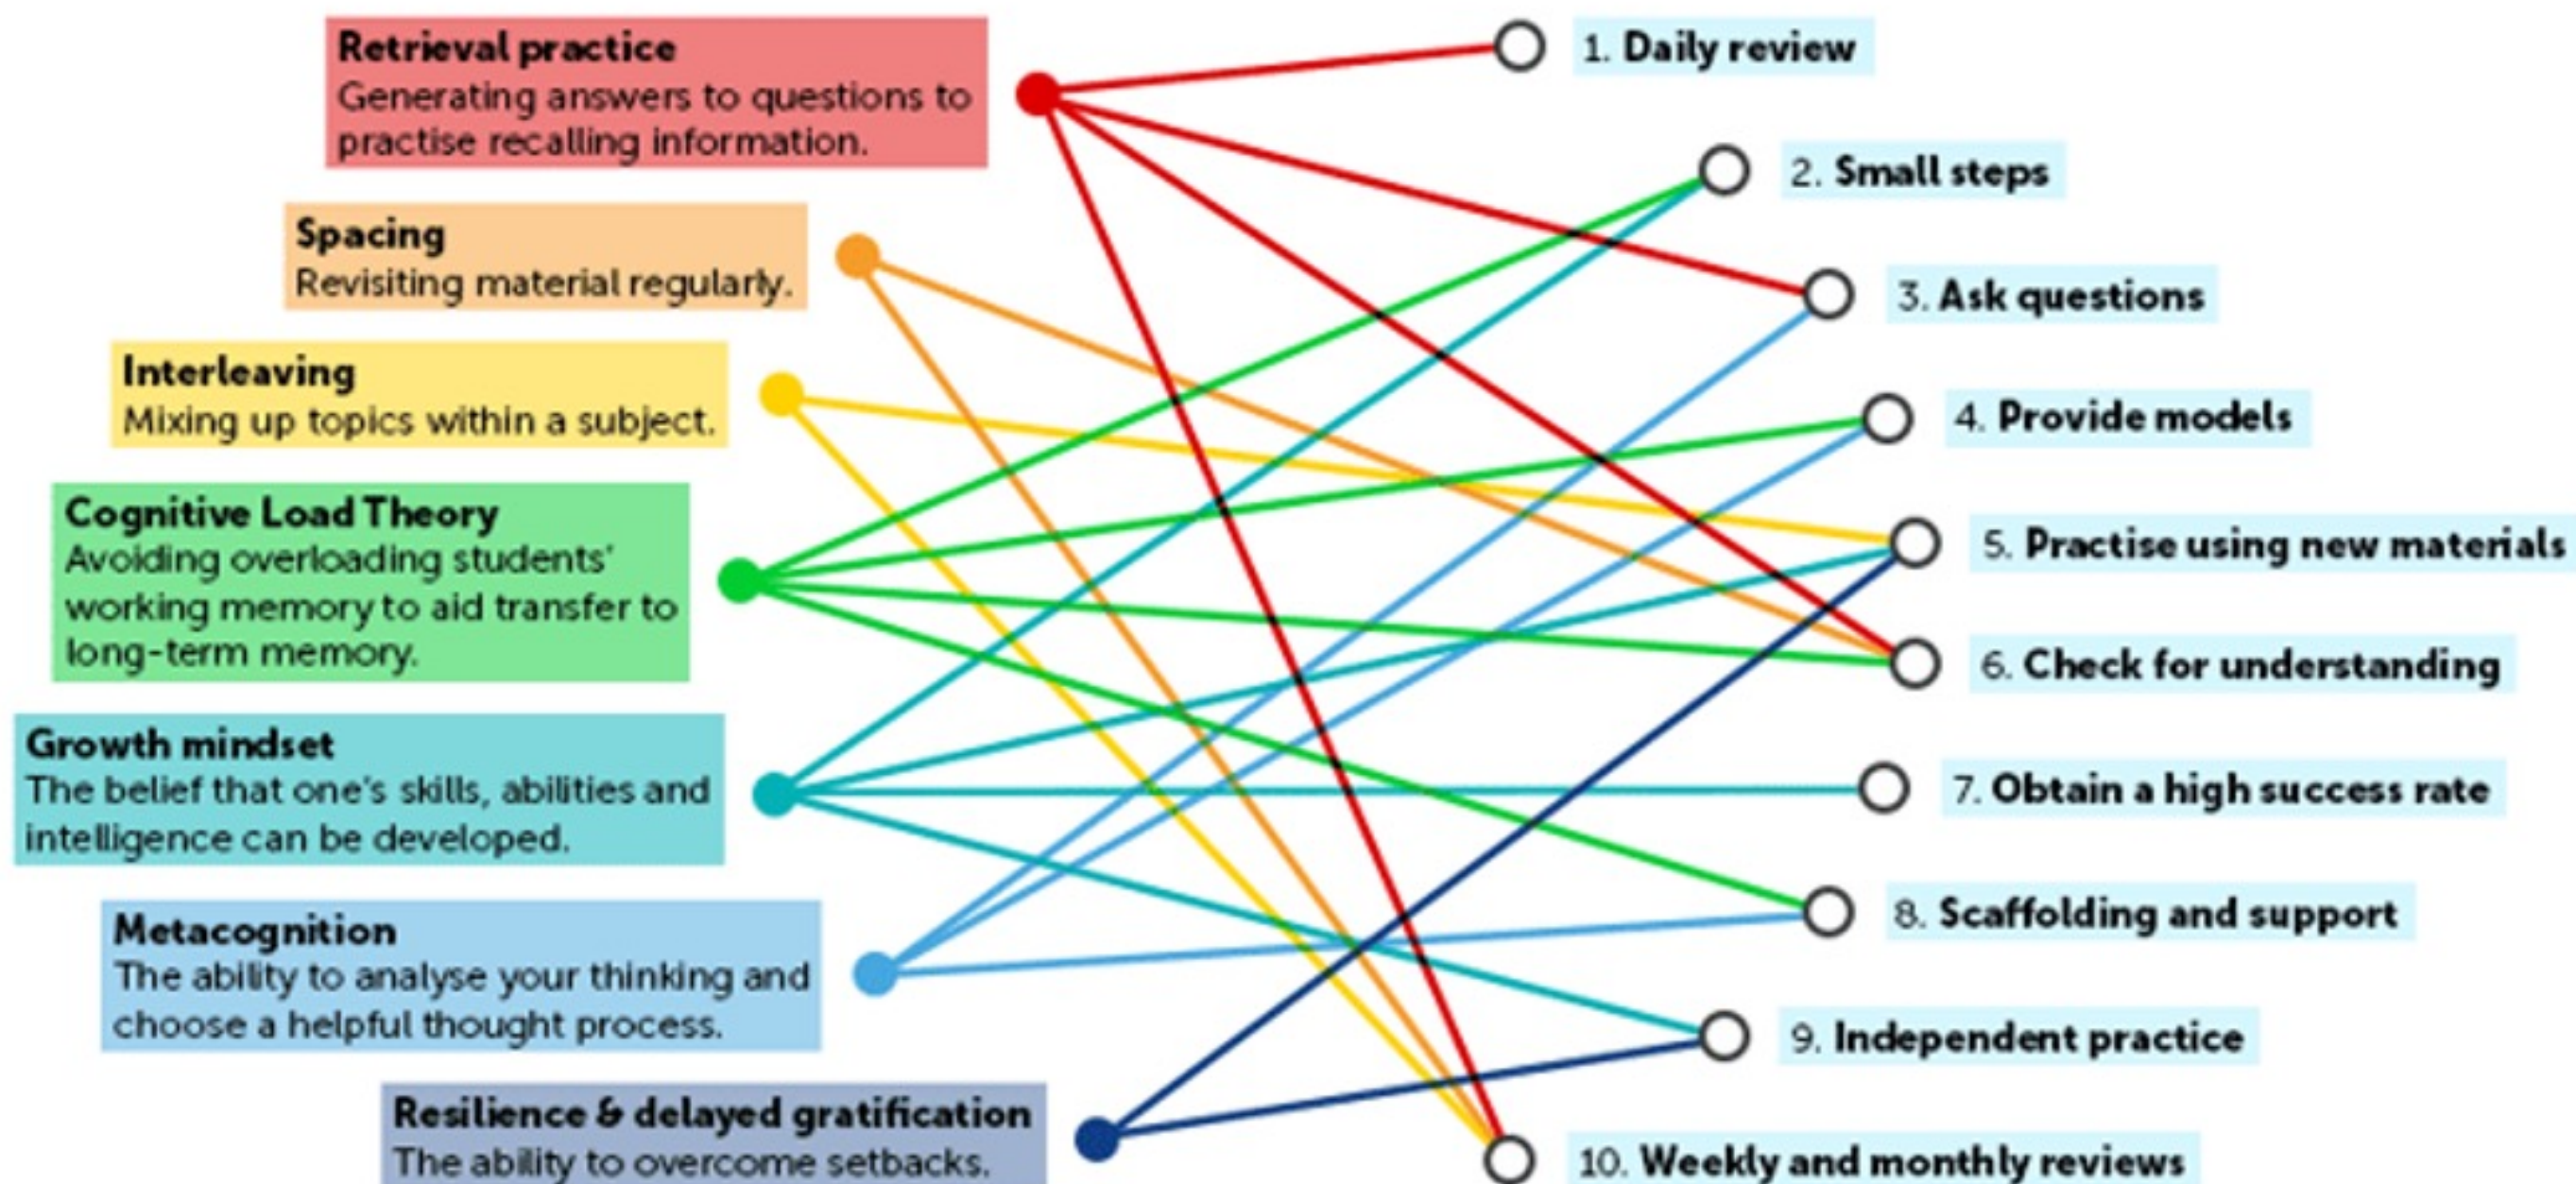 Retrieval practice
Generating answers to questions to
practise recalling information.
Spacing
Revisiting material regularly.
Interleaving
Mixing up topics within a subject.
Cognitive Load Theory
Avoiding overloading students'
working memory to aid transfer to
long-term memory.
Growth mindset
The belief that one's skills, abilities and
intelligence can be developed.
Metacognition
The ability to analyse your thinking and
choose a helpful thought process.
Resilience & delayed gratification
The ability to overcome setbacks.
1. Daily review
2. Small steps
3. Ask questions
4. Provide models
5. Practise using new materials
6. Check for understanding
7. Obtain a high success rate
8. Scaffolding and support
9. Independent practice
10. Weekly and monthly reviews